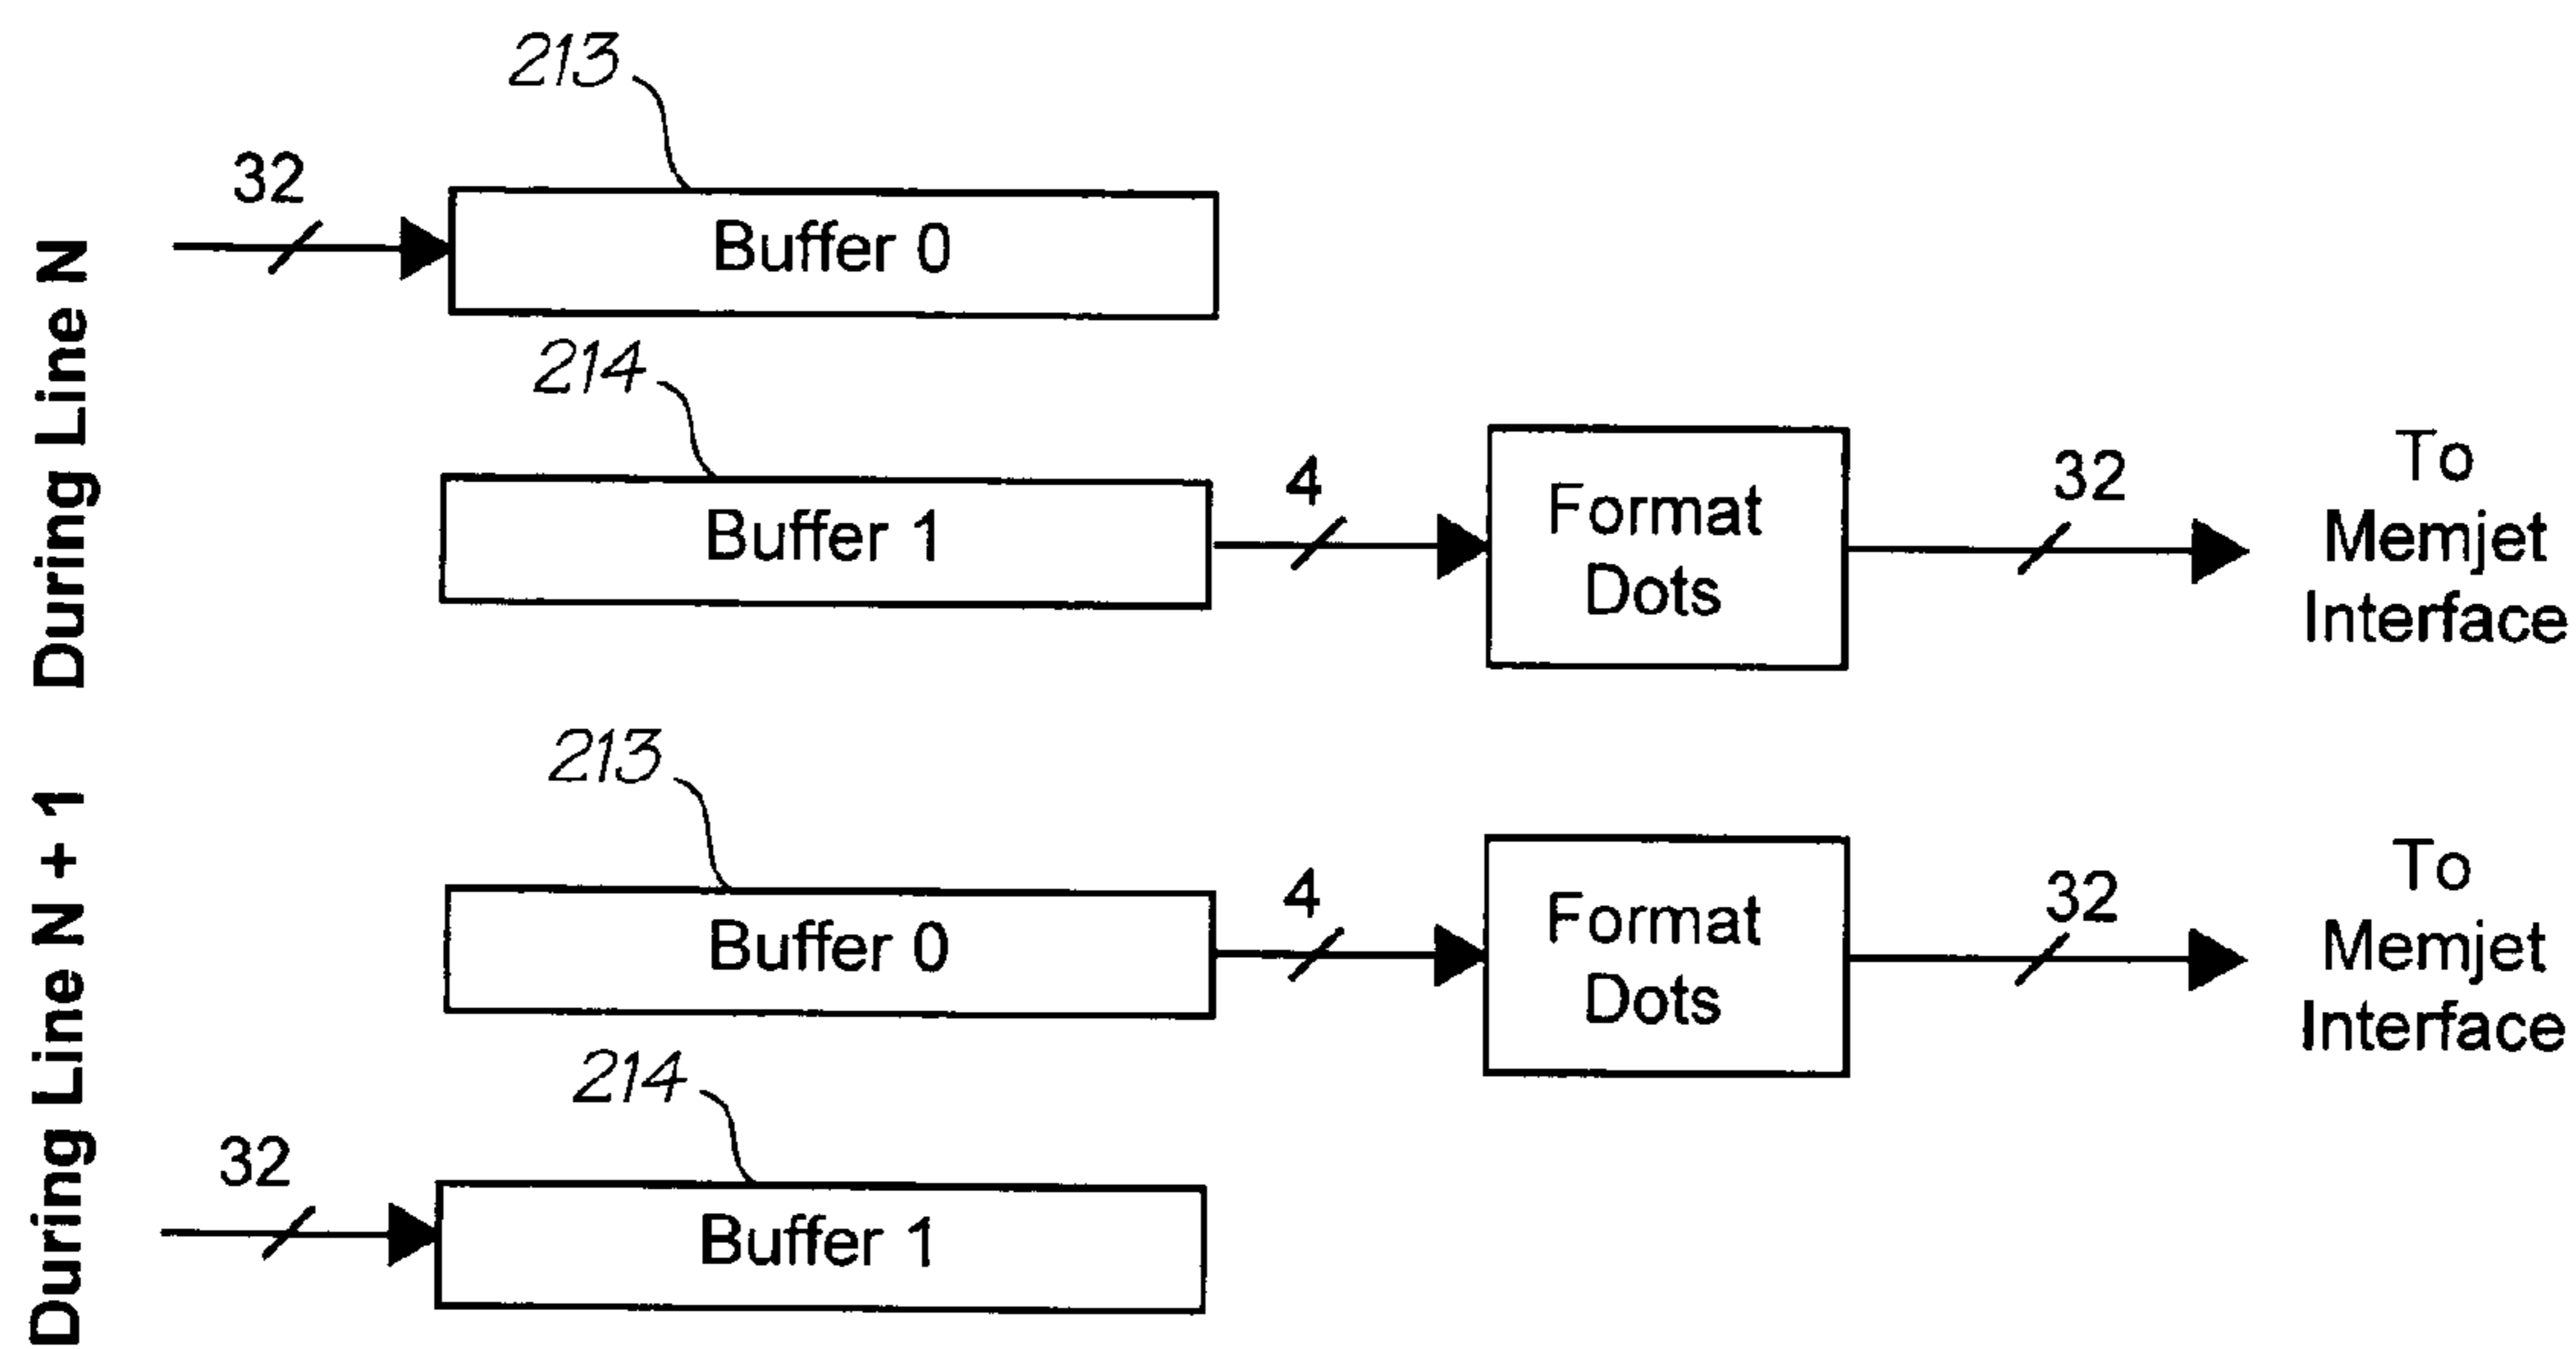 During Line N
213
32
Buffer 0
214
Buffer 1
4
Format
Dots
32
To
Memjet
Interface
During Line N + 1
213
Buffer 0
4
Format
Dots
32
To
Memjet
Interface
214
32
Buffer 1